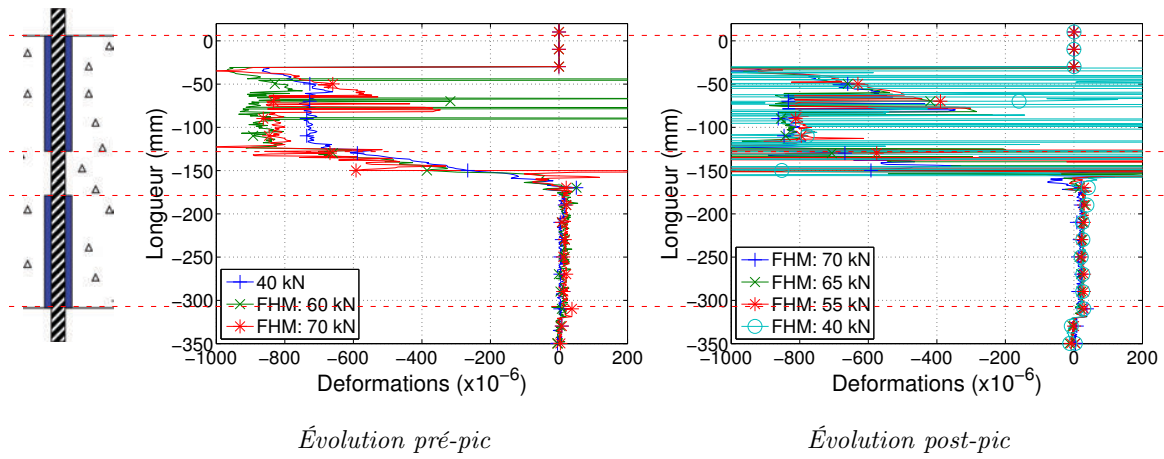 0
−50
−100
−150
−200
−250
−300
−350
Longueur (mm)
40 kN
FHM: 60 kN
FHM: 70 kN
−1000 −800 −600 −400 −200 0 200
Deformations (x10⁻⁶)
Évolution pré-pic
0
−50
−100
−150
−200
−250
−300
−350
Longueur (mm)
FHM: 70 kN
FHM: 65 kN
FHM: 55 kN
FHM: 40 kN
−1000 −800 −600 −400 −200 0 200
Deformations (x10⁻⁶)
Évolution post-pic